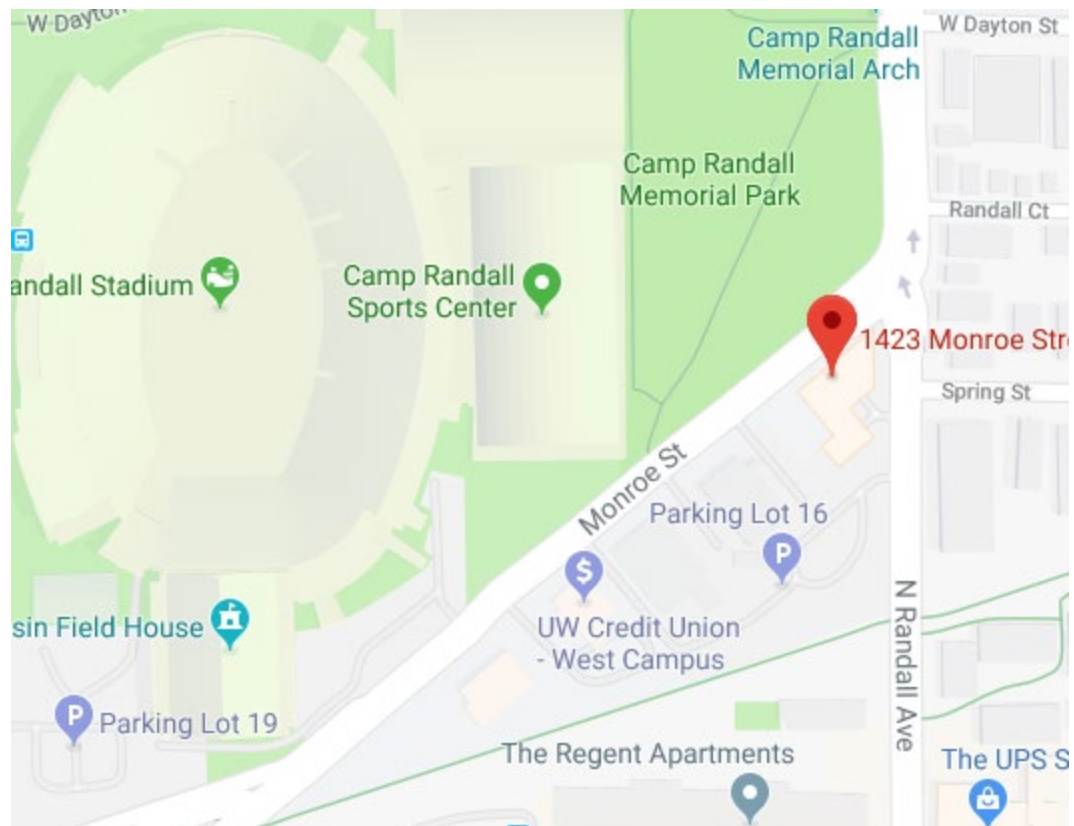 W Dayton
Camp Randall
Memorial Arch
W Dayton St
Camp Randall
Memorial Park
Randall Ct
andall Stadium
Camp Randall
Sports Center
1423 Monroe Stre
Spring St
Monroe St
Parking Lot 16
P
$
sin Field House
UW Credit Union
- West Campus
N Randall Ave
P
Parking Lot 19
The Regent Apartments
The UPS S